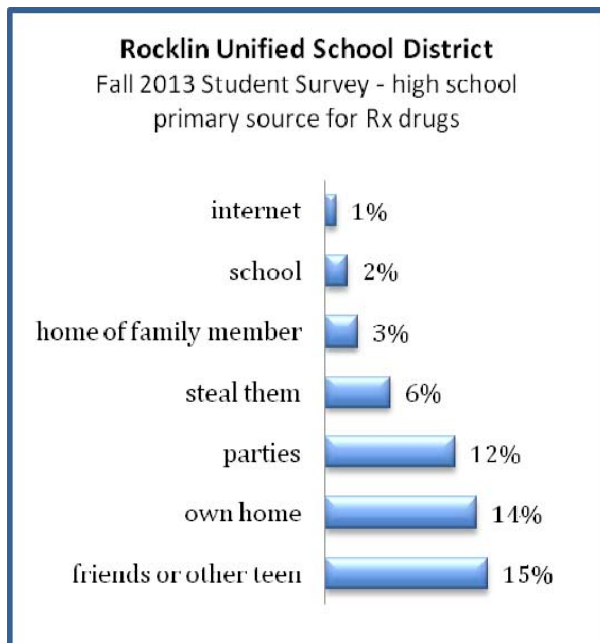 Rocklin Unified School District
Fall 2013 Student Survey - high school
primary source for Rx drugs
internet 1%
school 2%
home of family member 3%
steal them 6%
parties 12%
own home 14%
friends or other teen 15%